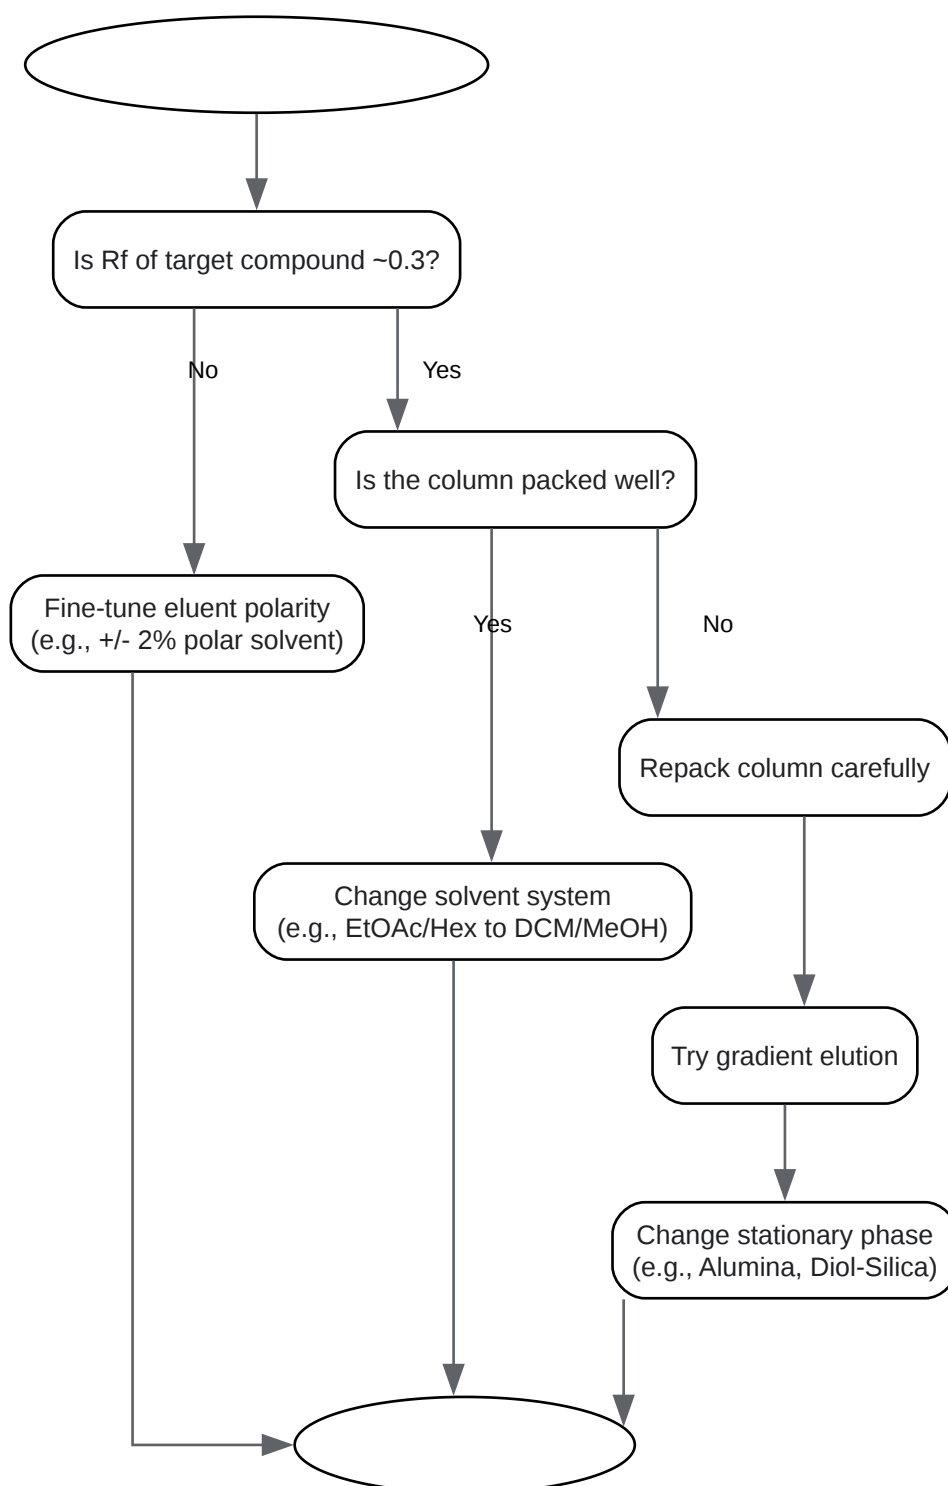 Is Rf of target compound ~0.3?
No
Yes
Is the column packed well?
Fine-tune eluent polarity
(e.g., +/- 2% polar solvent)
Yes
No
Repack column carefully
Change solvent system
(e.g., EtOAc/Hex to DCM/MeOH)
Try gradient elution
Change stationary phase
(e.g., Alumina, Diol-Silica)